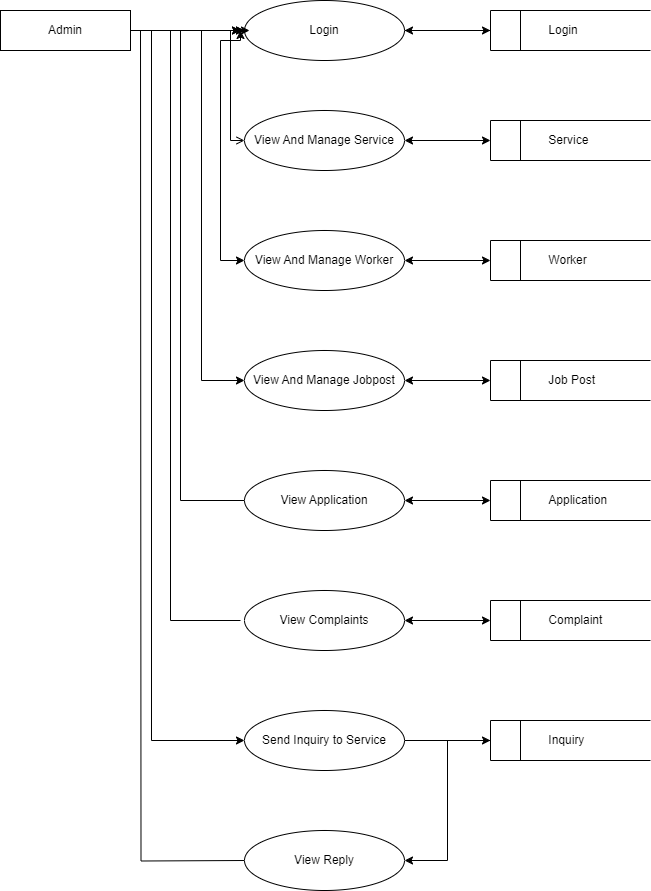 Admin
Login
Login
View And Manage Service
Service
View And Manage Worker
Worker
View And Manage Jobpost
Job Post
View Application
Application
View Complaints
Complaint
Send Inquiry to Service
Inquiry
View Reply